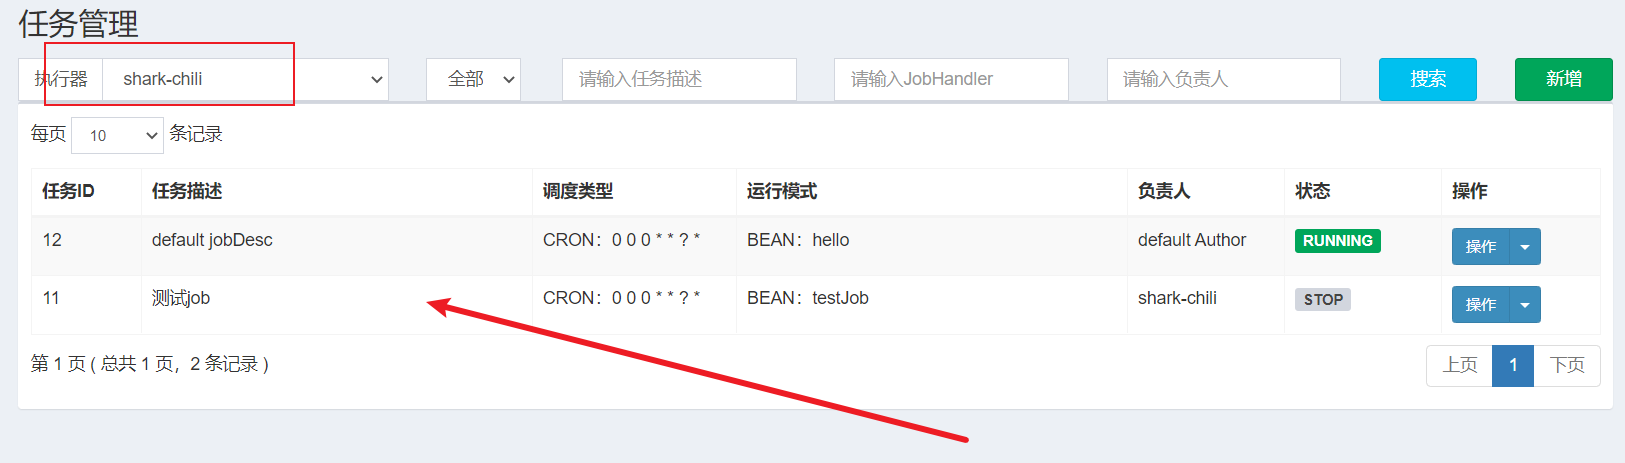 任务管理
执行器 shark-chili 全部 请输入任务描述 请输入JobHandler 请输入负责人 搜索 新增
每页 10 条记录
任务ID 任务描述 调度类型 运行模式 负责人 状态 操作
12 default jobDesc CRON：0 0 0 * * ? * BEAN：hello default Author RUNNING 操作
11 测试job CRON：0 0 0 * * ? * BEAN：testJob shark-chili STOP 操作
第 1 页 ( 总共 1 页，2 条记录 ) 上页 1 下页